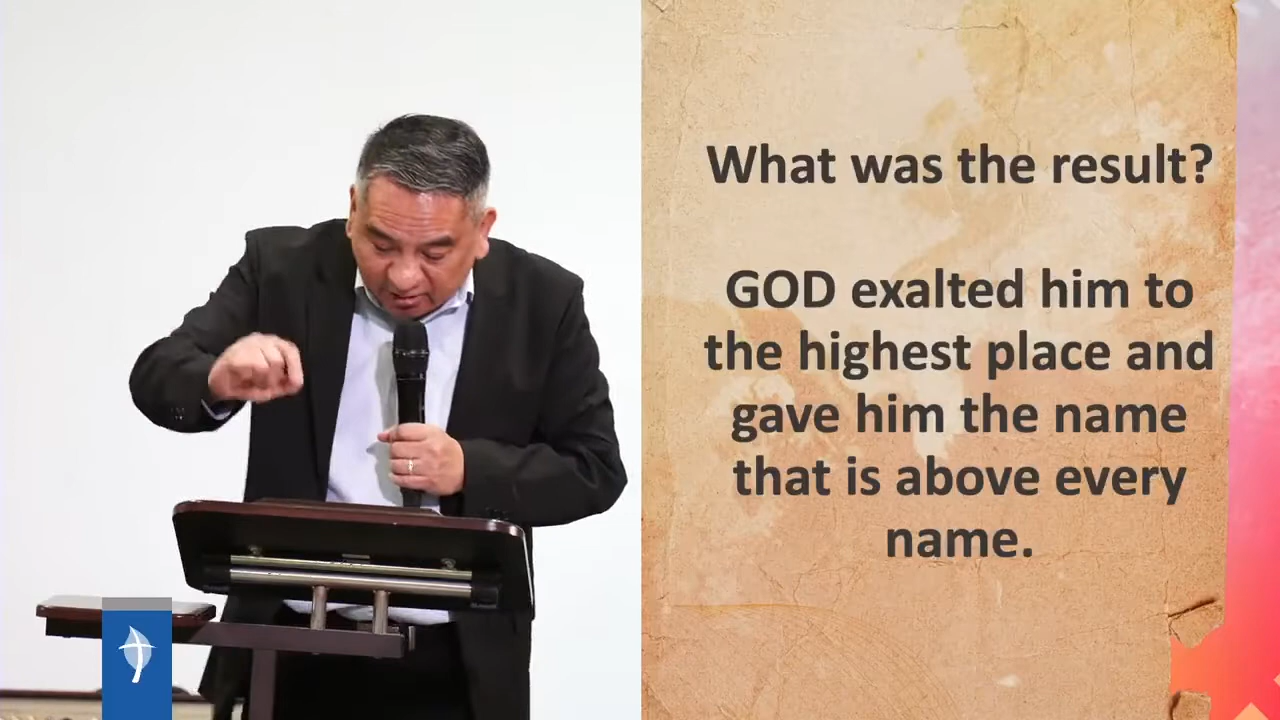 What was the result?
GOD exalted him to
the highest place and
gave him the name
that is above every
name.